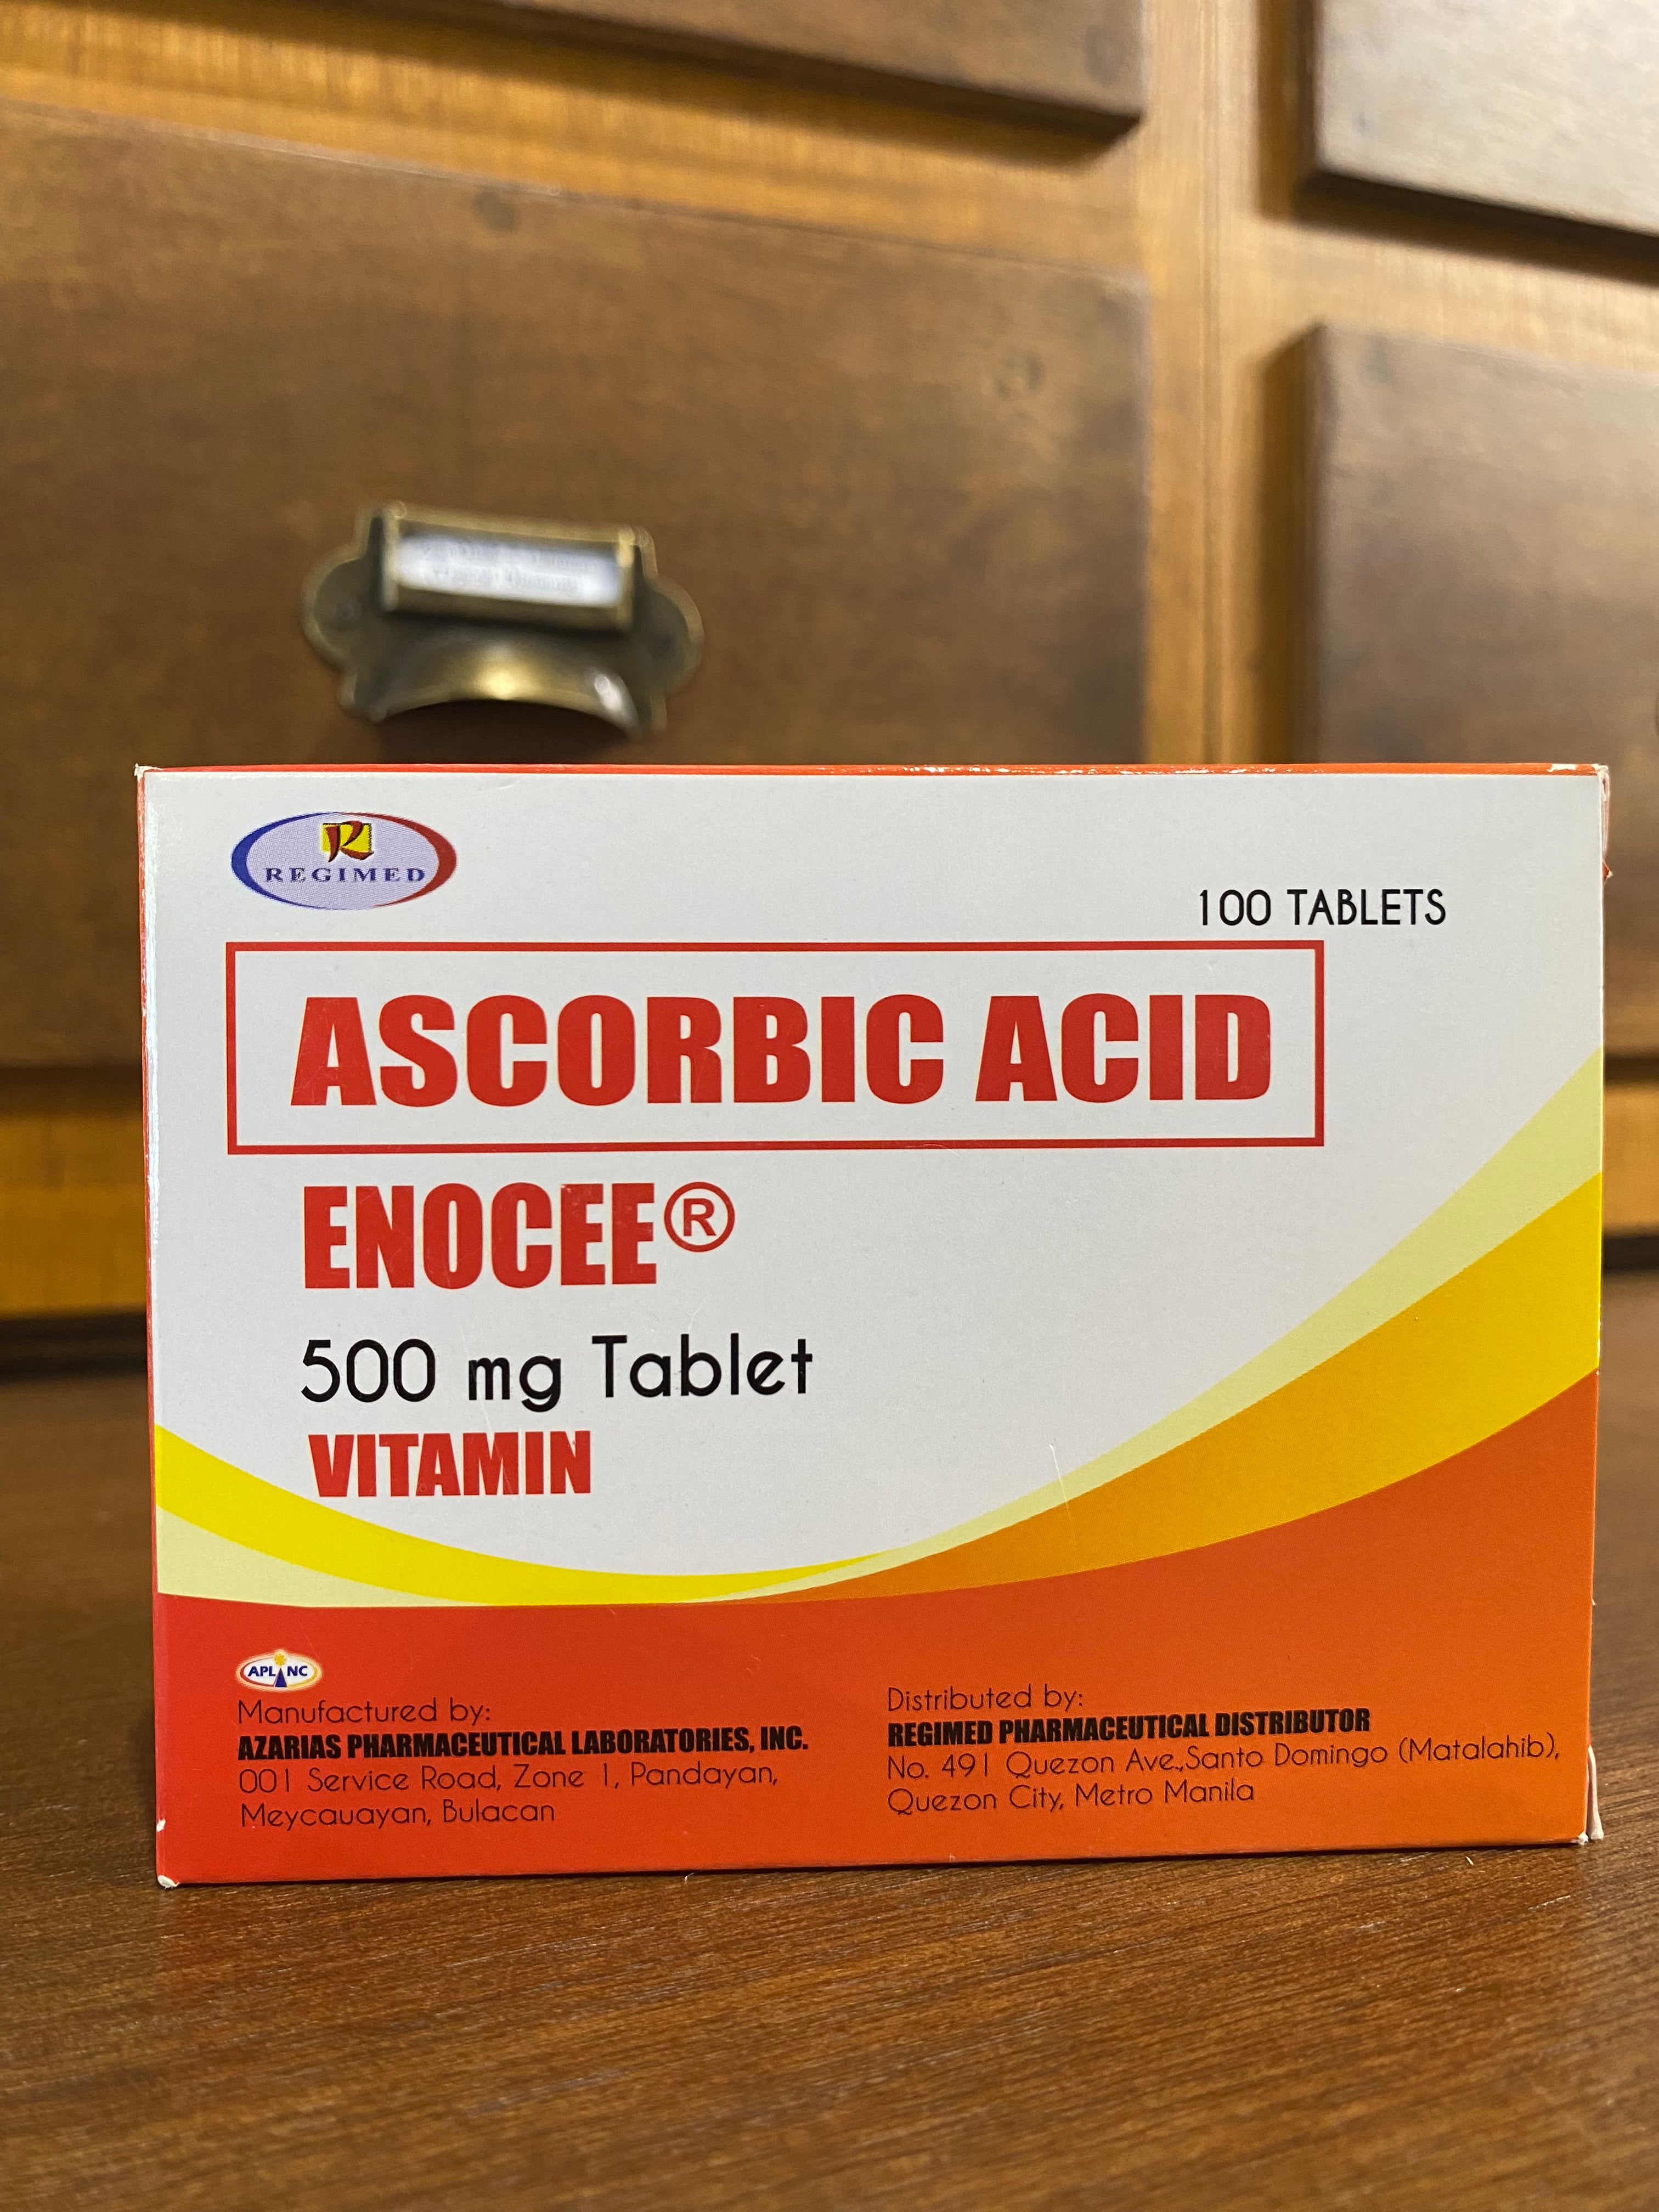 REGIMED
100 TABLETS
ASCORBIC ACID
ENOCEE®
500 mg Tablet
VITAMIN
APLINC
Manufactured by:
AZARIAS PHARMACEUTICAL LABORATORIES, INC.
001 Service Road, Zone 1, Pandayan,
Meycauayan, Bulacan
Distributed by:
REGIMED PHARMACEUTICAL DISTRIBUTOR
No. 491 Quezon Ave.,Santo Domingo (Matalahib),
Quezon City, Metro Manila